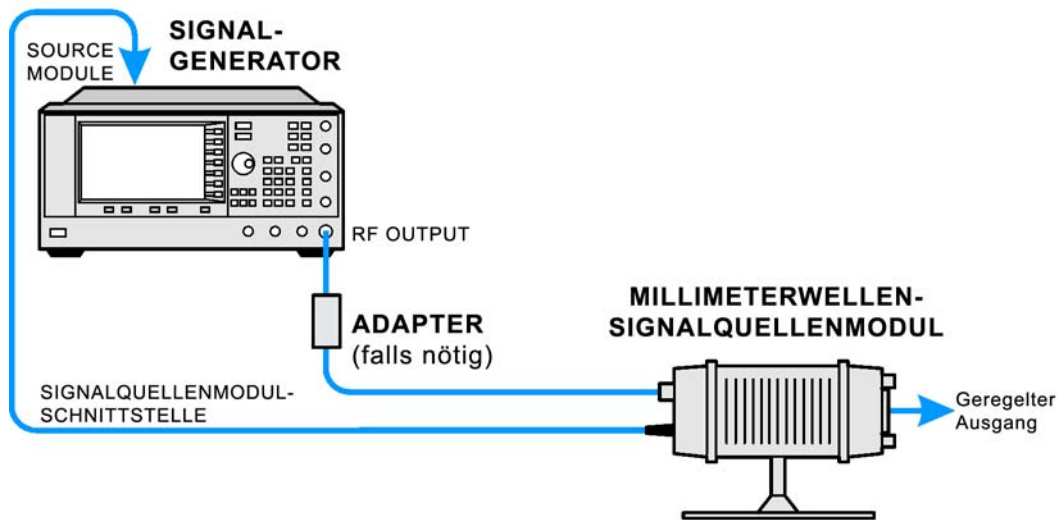 SIGNAL-
GENERATOR
SOURCE
MODULE
RF OUTPUT
ADAPTER
(falls nötig)
MILLIMETERWELLEN-
SIGNALQUELLENMODUL
SIGNALQUELLENMODUL-
SCHNITTSTELLE
Geregelter
Ausgang